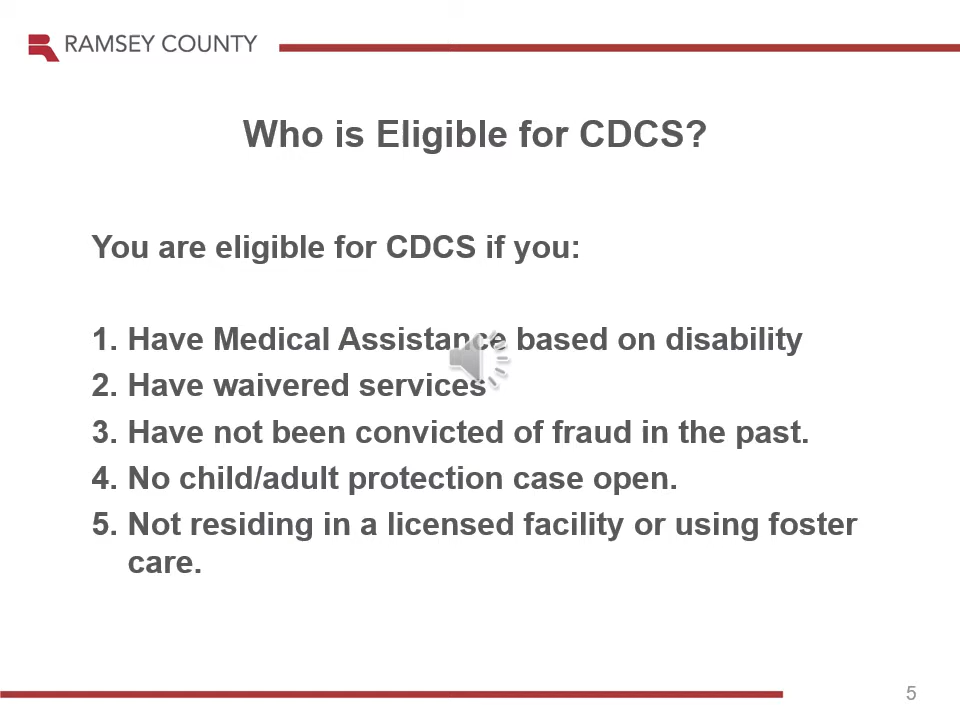 RAMSEY COUNTY
Who is Eligible for CDCS?
You are eligible for CDCS if you:
1. Have Medical Assistance based on disability
2. Have waivered services
3. Have not been convicted of fraud in the past.
4. No child/adult protection case open.
5. Not residing in a licensed facility or using foster
care.
5